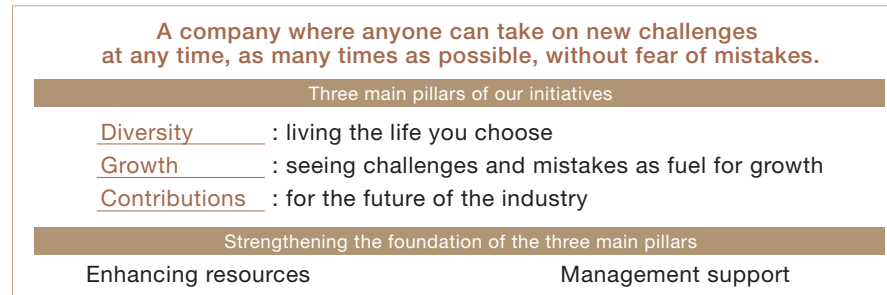 A company where anyone can take on new challenges
at any time, as many times as possible, without fear of mistakes.
Three main pillars of our initiatives
Diversity : living the life you choose
Growth : seeing challenges and mistakes as fuel for growth
Contributions : for the future of the industry
Strengthening the foundation of the three main pillars
Enhancing resources Management support